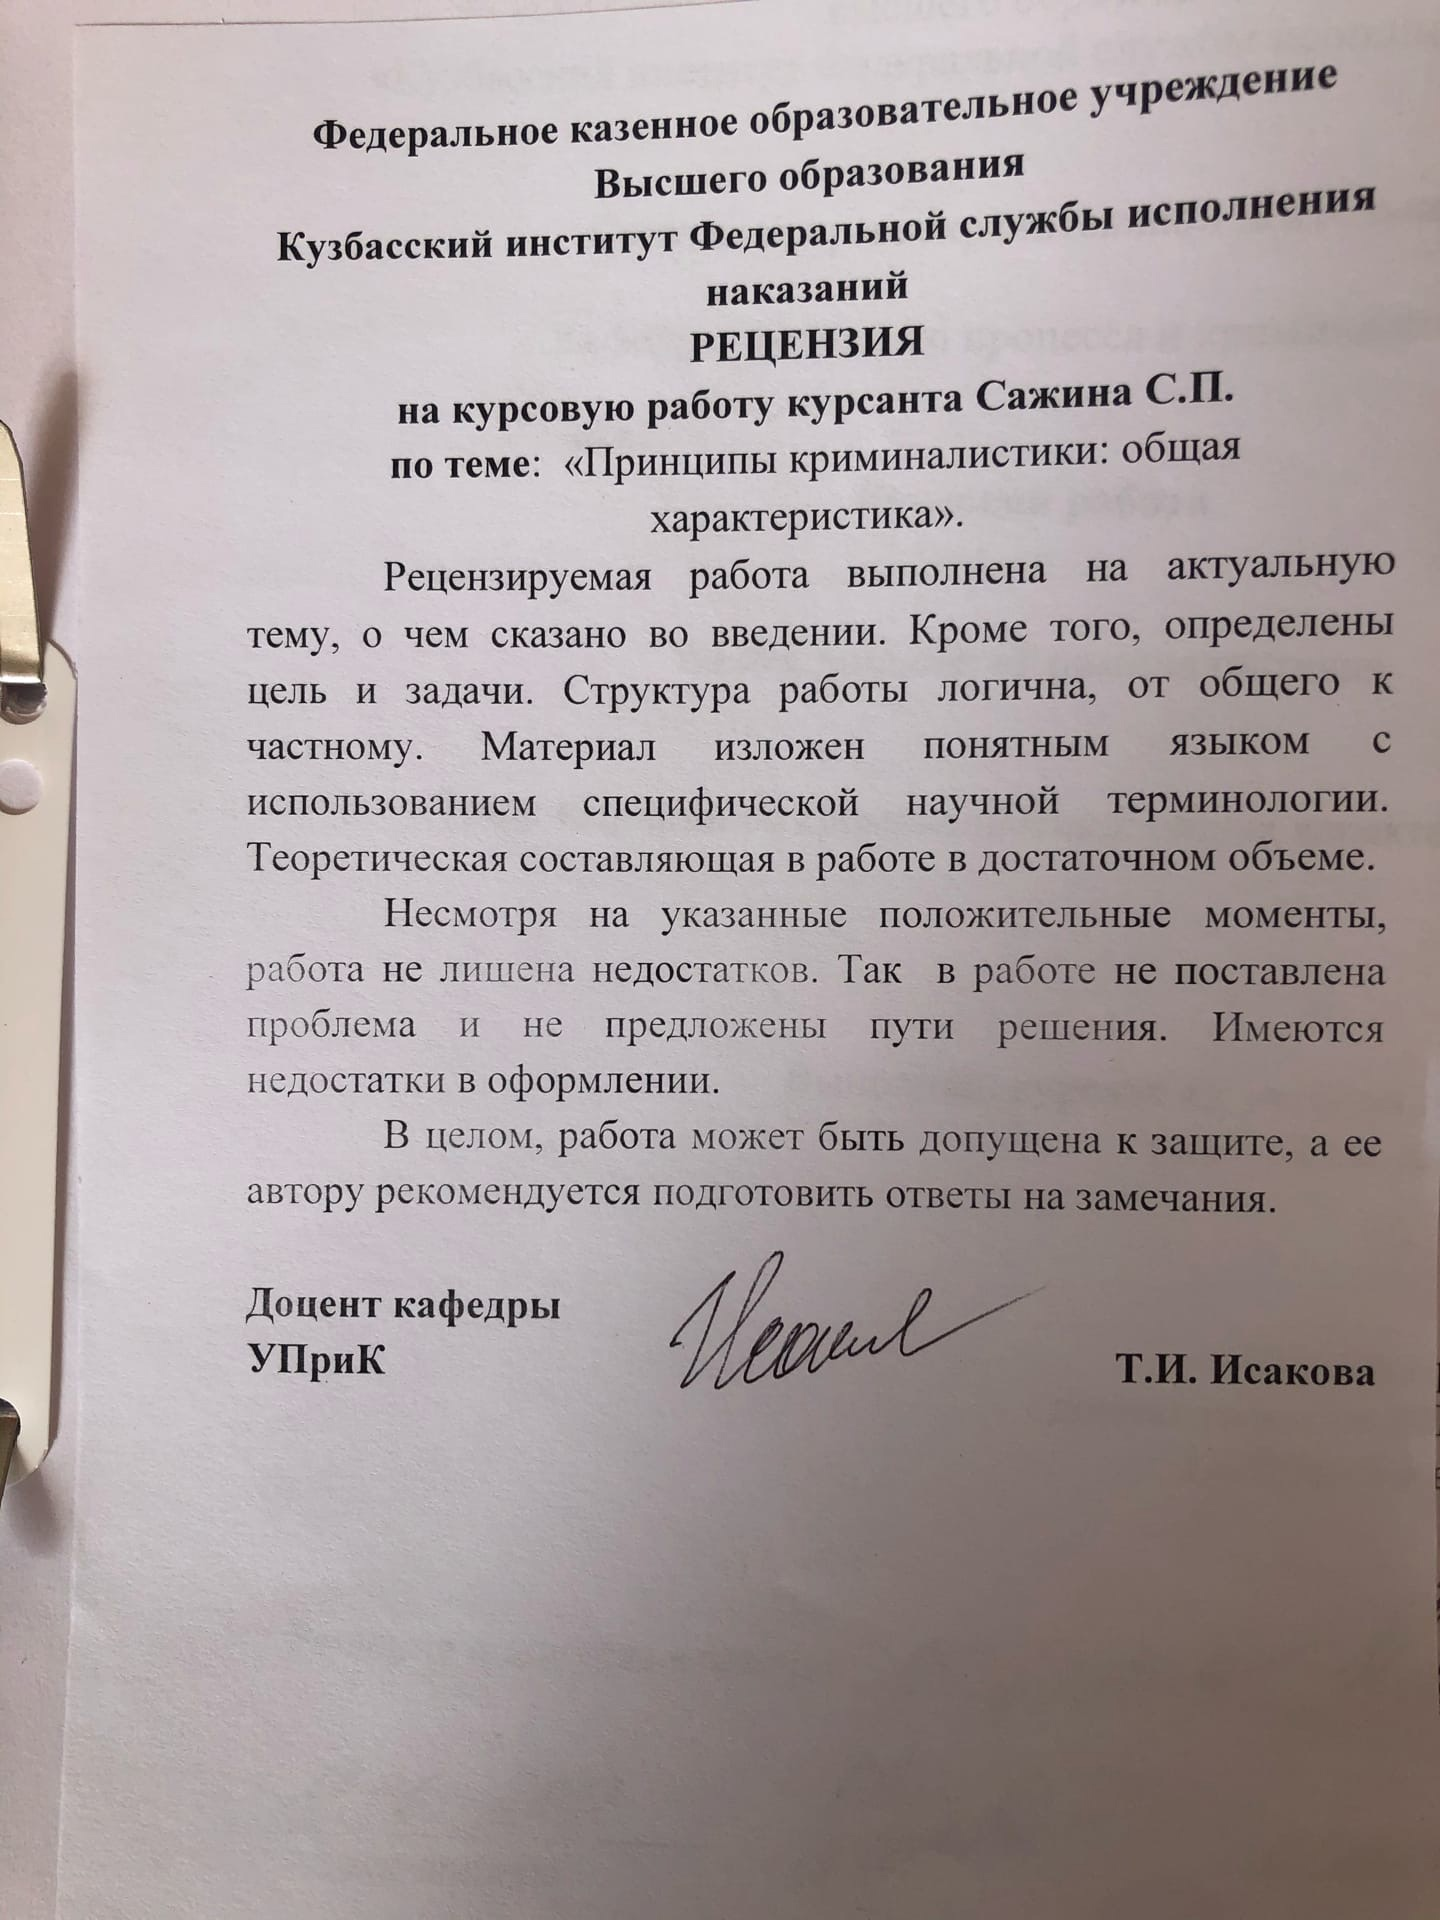 Федеральное казенное образовательное учреждение
Высшего образования
Кузбасский институт Федеральной службы исполнения
наказаний
РЕЦЕНЗИЯ
на курсовую работу курсанта Сажина С.П.
по теме: «Принципы криминалистики: общая
характеристика».
Рецензируемая работа выполнена на актуальную
тему, о чем сказано во введении. Кроме того, определены
цель и задачи. Структура работы логична, от общего к
частному. Материал изложен понятным языком с
использованием специфической научной терминологии.
Теоретическая составляющая в работе в достаточном объеме.
Несмотря на указанные положительные моменты,
работа не лишена недостатков. Так в работе не поставлена
проблема и не предложены пути решения. Имеются
недостатки в оформлении.
В целом, работа может быть допущена к защите, а ее
автору рекомендуется подготовить ответы на замечания.
Доцент кафедры
УПриК
Т.И. Исакова